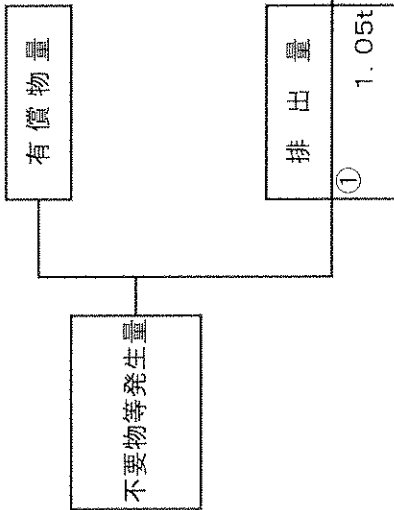 不要物等発生量
有償物量
排出量
①
1.05t